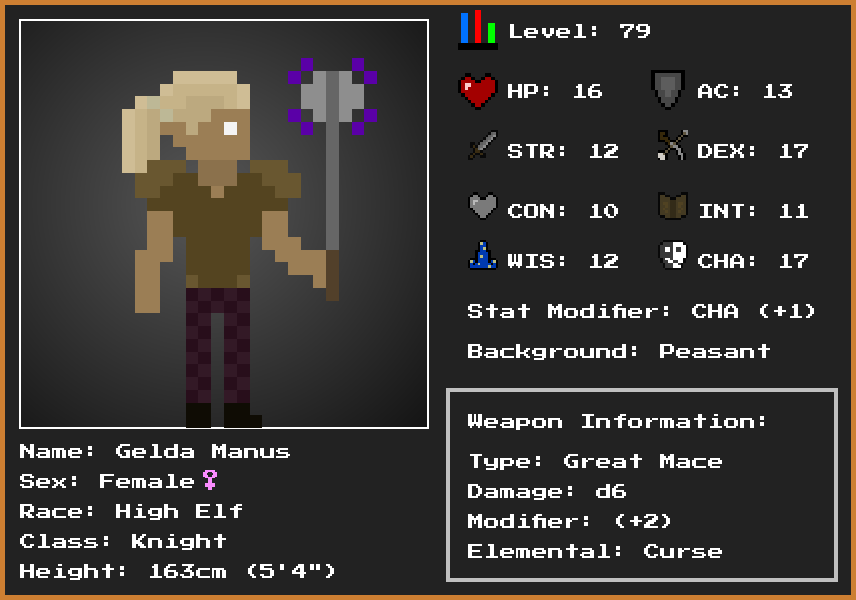 Level: 79
HP: 16 AC: 13
STR: 12 DEX: 17
CON: 10 INT: 11
WIS: 12 CHA: 17
Stat Modifier: CHA (+1)
Background: Peasant
Weapon Information:
Type: Great Mace
Damage: d6
Modifier: (+2)
Elemental: Curse
Name: Gelda Manus
Sex: Female♀
Race: High Elf
Class: Knight
Height: 163cm (5'4")